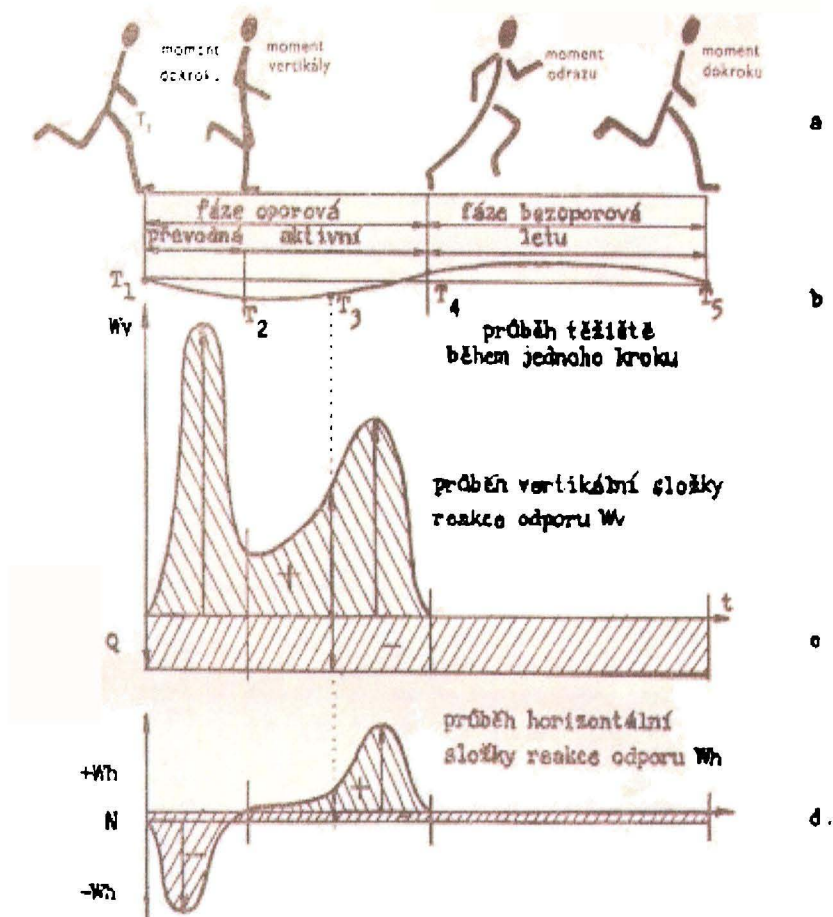 moment
dokroku
moment
vertikály
moment
odrazu
moment
dokroku
T₁
a
fáze oporová
fáze bezoporová
převodná aktivní
letu
T₁
T₂
T₃
T₄
T₅
b
Wv
průběh těžiště
během jednoho kroku
průběh vertikální složky
reakce odporu Wv
+
t
Q
–
c
průběh horizontální
složky reakce odporu Wh
+Wh
+
N
–
–
d.
–Wh